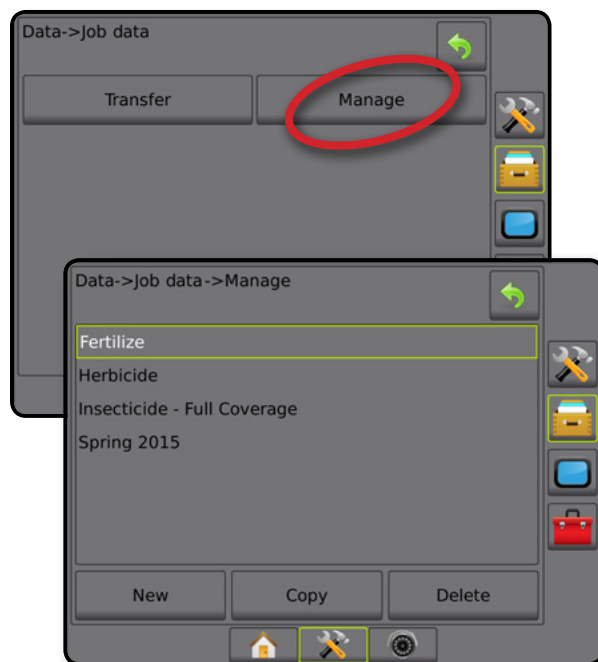 Data->Job data
Transfer
Manage
Data->Job data->Manage
Fertilize
Herbicide
Insecticide - Full Coverage
Spring 2015
New
Copy
Delete